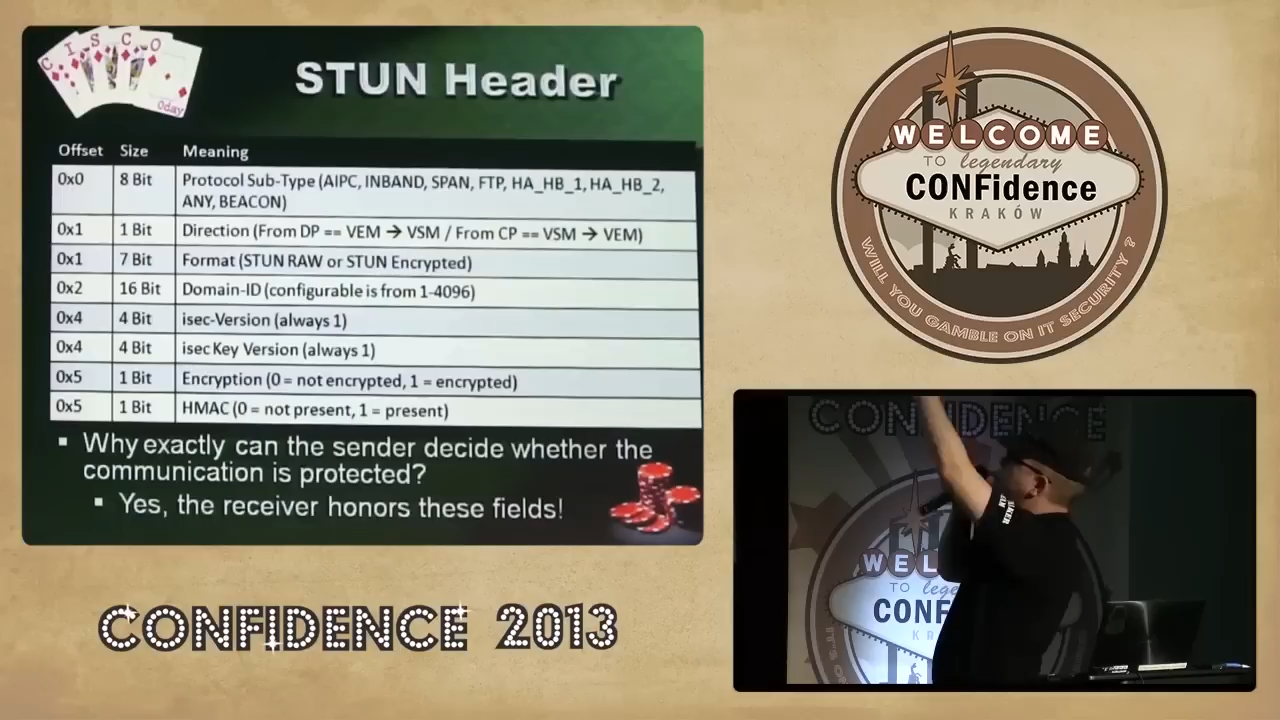 CISCO
0day
STUN Header
Offset Size Meaning
0x0 8 Bit Protocol Sub-Type (AIPC, INBAND, SPAN, FTP, HA_HB_1, HA_HB_2,
ANY, BEACON)
0x1 1 Bit Direction (From DP == VEM → VSM / From CP == VSM → VEM)
0x1 7 Bit Format (STUN RAW or STUN Encrypted)
0x2 16 Bit Domain-ID (configurable is from 1-4096)
0x4 4 Bit isec-Version (always 1)
0x4 4 Bit isec Key Version (always 1)
0x5 1 Bit Encryption (0 = not encrypted, 1 = encrypted)
0x5 1 Bit HMAC (0 = not present, 1 = present)
▪ Why exactly can the sender decide whether the
communication is protected?
▪ Yes, the receiver honors these fields!
CONFIDENCE 2013
WELCOME
TO legendary
CONFidence
KRAKÓW
WILL YOU GAMBLE ON IT SECURITY ?
CONFIDENCE
WEL
TO lege
CONF
KR